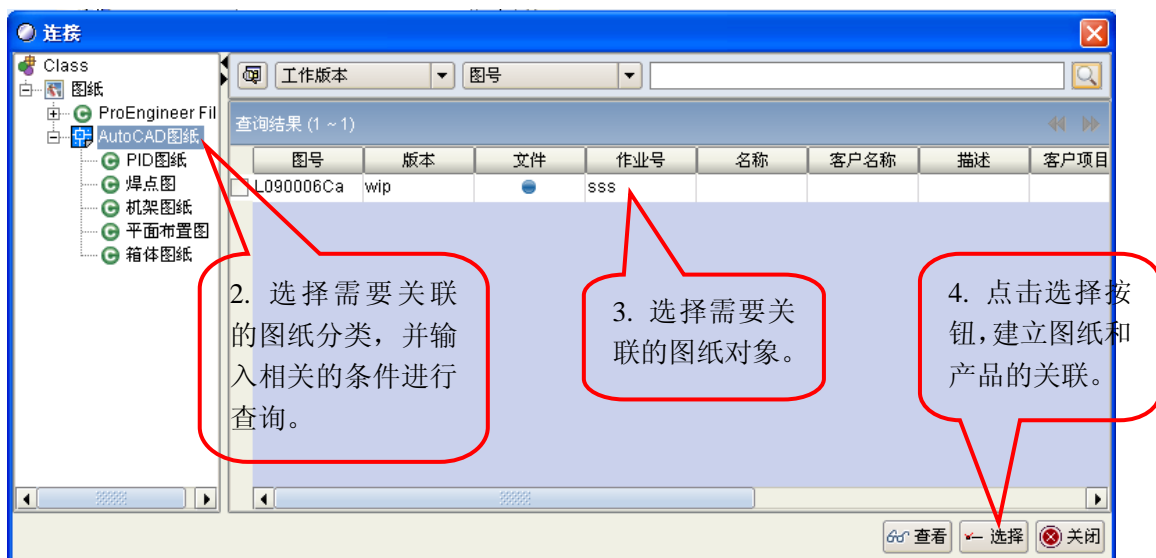 连接
Class
图纸
ProEngineer Fil
AutoCAD图纸
PID图纸
焊点图
机架图纸
平面布置图
箱体图纸
工作版本 图号
查询结果 (1 ~ 1)
图号 版本 文件 作业号 名称 客户名称 描述 客户项目
L090006Ca wip sss
2. 选择需要关联
的图纸分类，并输
入相关的条件进行
查询。
3. 选择需要关
联的图纸对象。
4. 点击选择按
钮，建立图纸和
产品的关联。
查看 选择 关闭